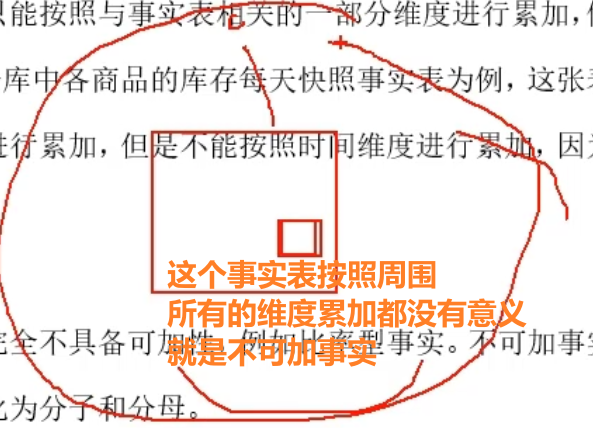 只能按照与事实表相关的一部分维度进行累加,
库中各商品的库存每天快照事实表为例,这张
进行累加,但是不能按照时间维度进行累加,因
这个事实表按照周围
所有的维度累加都没有意义
就是不可加事实
完全不具备可加性,例如比率型事实。不可加事
化为分子和分母。